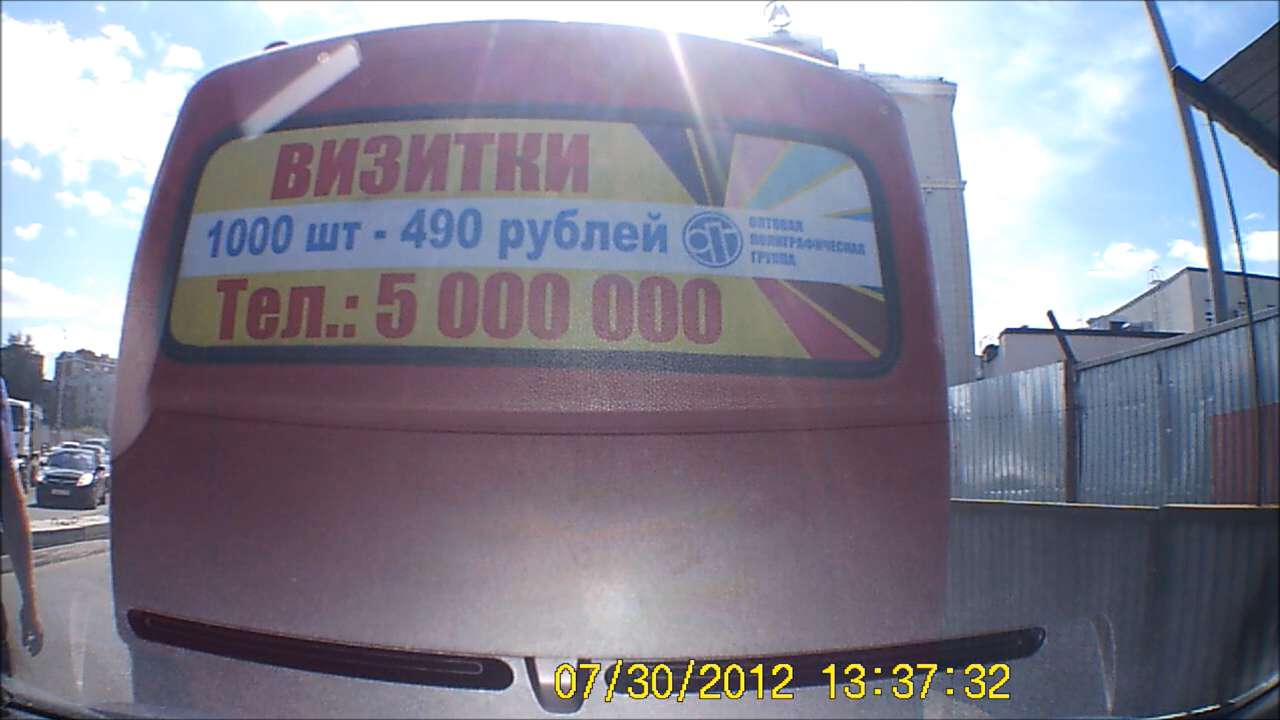 М
ВИЗИТКИ
1000 шт - 490 рублей
ОПТОВАЯ
ПОЛИГРАФИЧЕСКАЯ
ГРУППА
Тел.: 5 000 000
07/30/2012 13:37:32